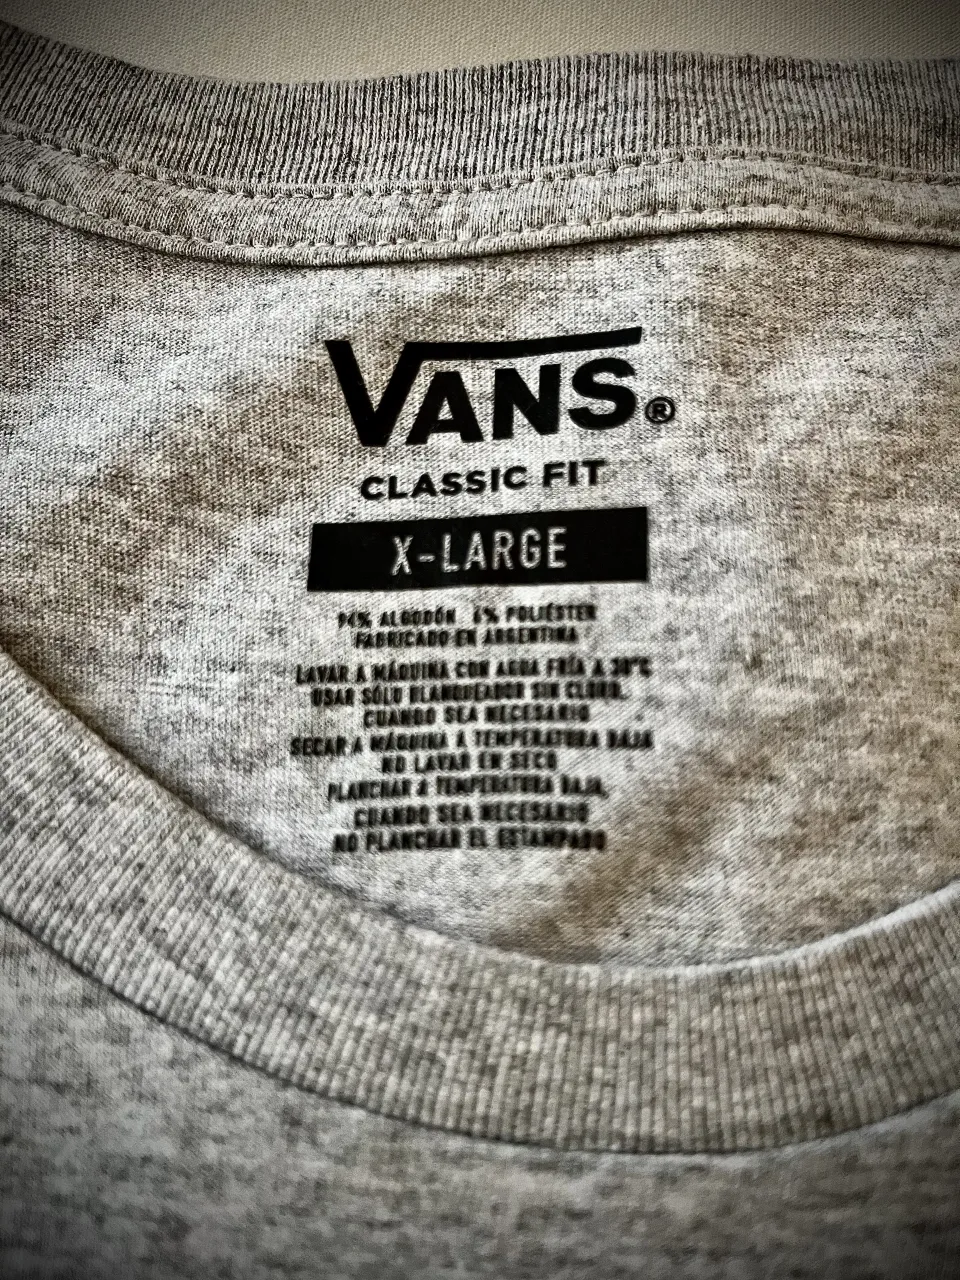 VANS®
CLASSIC FIT
X-LARGE
94% ALGODÓN 6% POLIÉSTER
FABRICADO EN ARGENTINA
LAVAR A MÁQUINA CON AGUA FRÍA A 30°C
USAR SÓLO BLANQUEADOR SIN CLORO,
CUANDO SEA NECESARIO
SECAR A MÁQUINA A TEMPERATURA BAJA
NO LAVAR EN SECO
PLANCHAR A TEMPERATURA BAJA,
CUANDO SEA NECESARIO
NO PLANCHAR EL ESTAMPADO